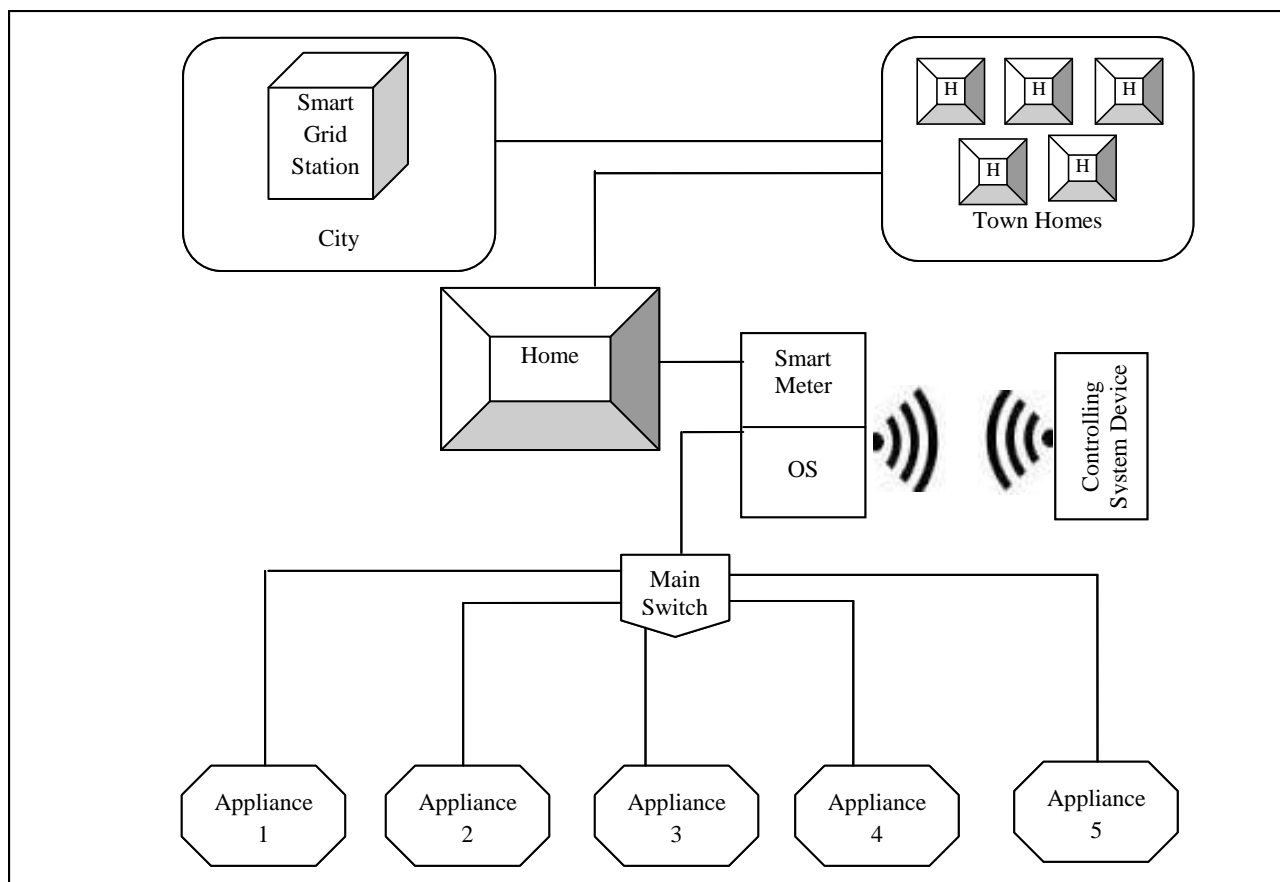 Smart
Grid
Station
City
H
H
H
H
H
Town Homes
Home
Smart
Meter
OS
Controlling
System Device
Main
Switch
Appliance
1
Appliance
2
Appliance
3
Appliance
4
Appliance
5